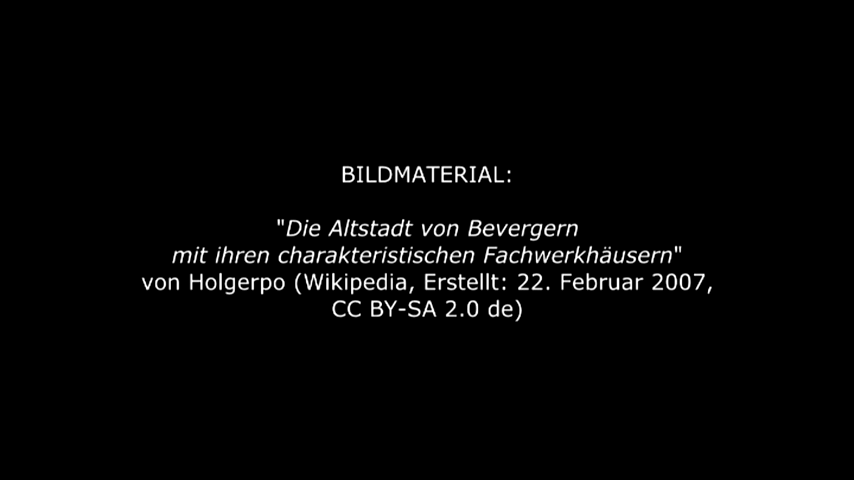 BILDMATERIAL:
"Die Altstadt von Bevergern
mit ihren charakteristischen Fachwerkhäusern"
von Holgerpo (Wikipedia, Erstellt: 22. Februar 2007,
CC BY-SA 2.0 de)